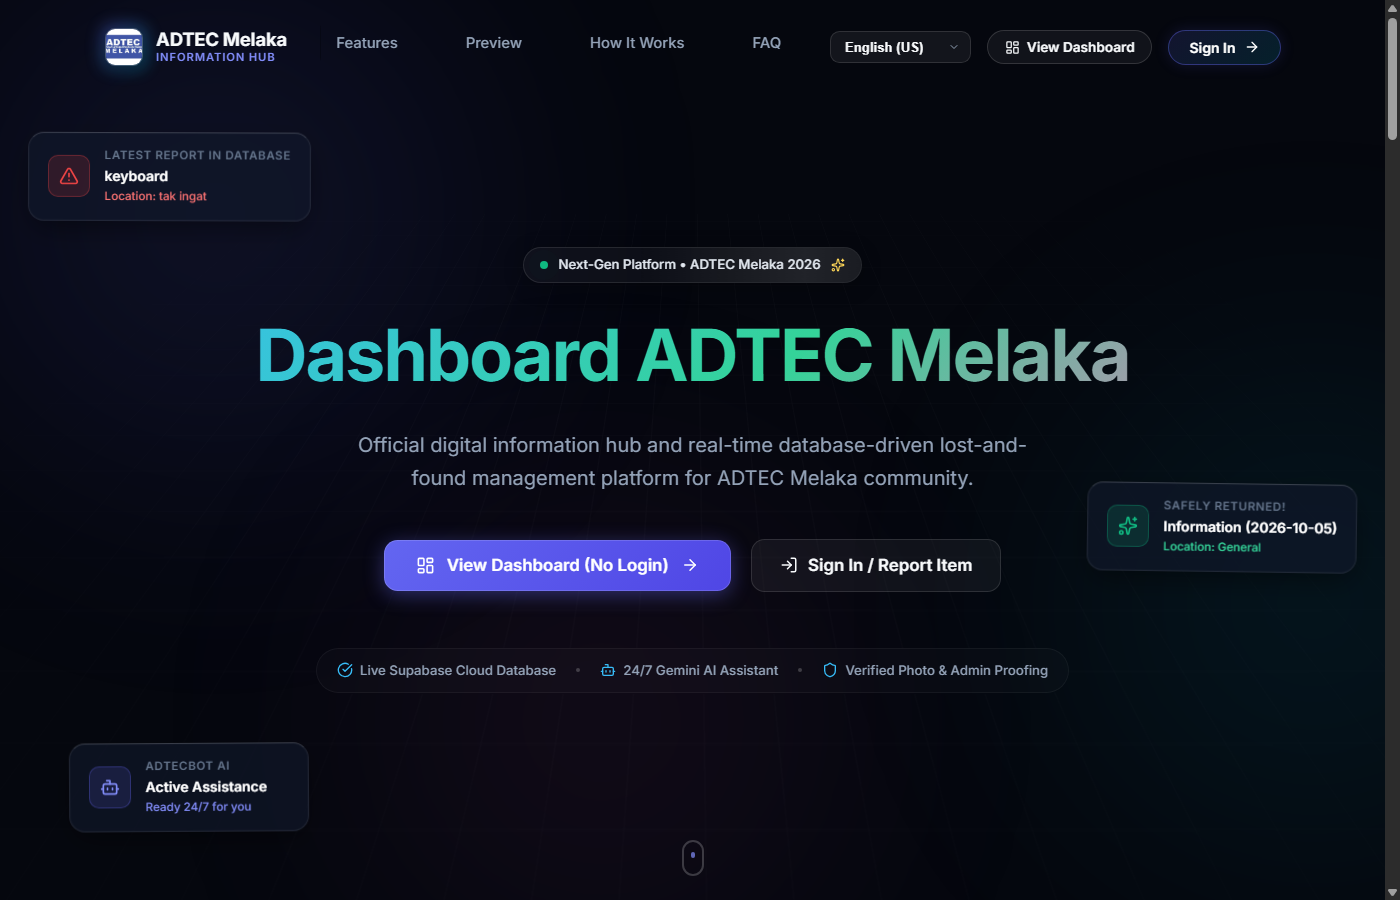 ADTEC
MELAKA
ADTEC Melaka
INFORMATION HUB
Features
Preview
How It Works
FAQ
English (US)
View Dashboard
Sign In
LATEST REPORT IN DATABASE
keyboard
Location: tak ingat
Next-Gen Platform • ADTEC Melaka 2026
Dashboard ADTEC Melaka
Official digital information hub and real-time database-driven lost-and-
found management platform for ADTEC Melaka community.
SAFELY RETURNED!
Information (2026-10-05)
Location: General
View Dashboard (No Login)
Sign In / Report Item
Live Supabase Cloud Database
24/7 Gemini AI Assistant
Verified Photo & Admin Proofing
ADTECBOT AI
Active Assistance
Ready 24/7 for you